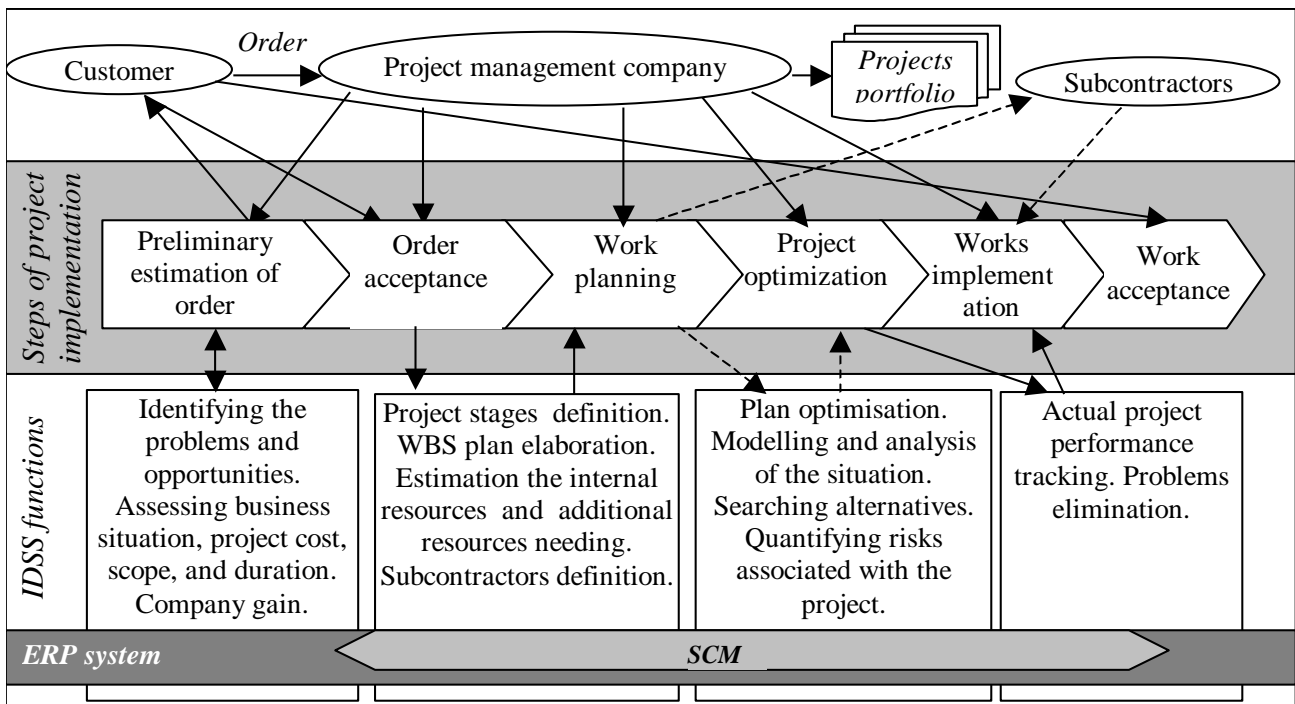 Order
Customer
Project management company
Projects
portfolio
Subcontractors
Steps of project
implementation
Preliminary
estimation of
order
Order
acceptance
Work
planning
Project
optimization
Works
implement
ation
Work
acceptance
IDSS functions
Identifying the
problems and
opportunities.
Assessing business
situation, project cost,
scope, and duration.
Company gain.
Project stages definition.
WBS plan elaboration.
Estimation the internal
resources and additional
resources needing.
Subcontractors definition.
Plan optimisation.
Modelling and analysis
of the situation.
Searching alternatives.
Quantifying risks
associated with the
project.
Actual project
performance
tracking. Problems
elimination.
ERP system
SCM